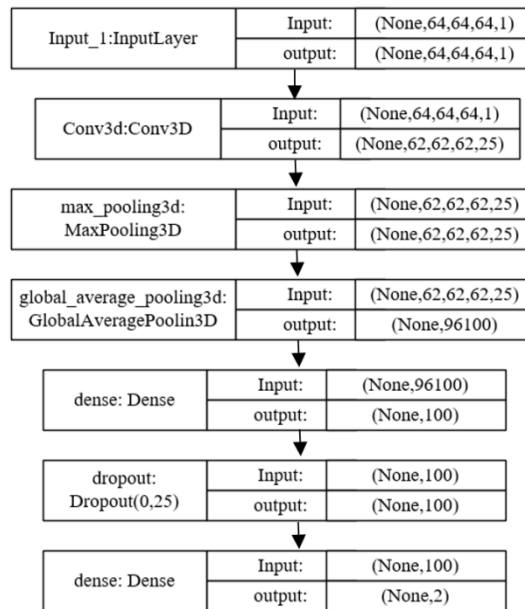 Input_1:InputLayer
Input: (None,64,64,64,1)
output: (None,64,64,64,1)
Conv3d:Conv3D
Input: (None,64,64,64,1)
output: (None,62,62,62,25)
max_pooling3d:
MaxPooling3D
Input: (None,62,62,62,25)
output: (None,62,62,62,25)
global_average_pooling3d:
GlobalAveragePoolin3D
Input: (None,62,62,62,25)
output: (None,96100)
dense: Dense
Input: (None,96100)
output: (None,100)
dropout:
Dropout(0,25)
Input: (None,100)
output: (None,100)
dense: Dense
Input: (None,100)
output: (None,2)